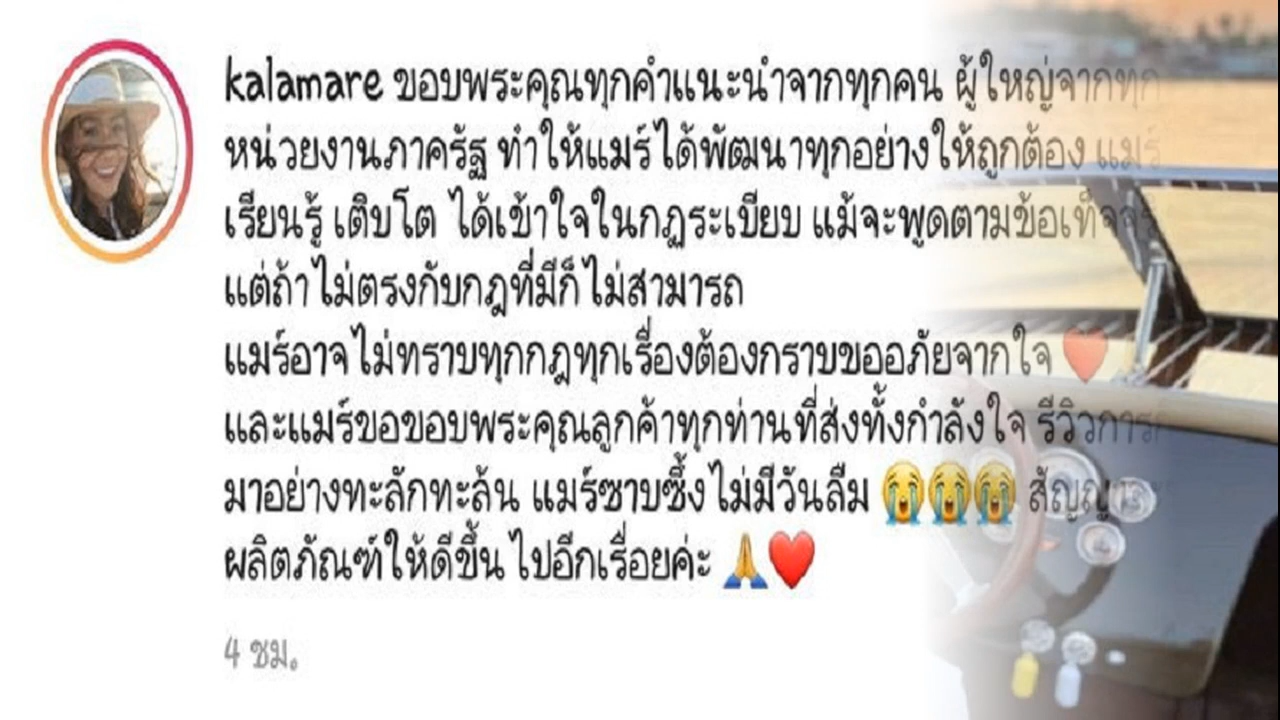 kalamare ขอบพระคุณทุกคำแนะนำจากทุกคน ผู้ใหญ่จากทุก
หน่วยงานภาครัฐ ทำให้แมร์ได้พัฒนาทุกอย่างให้ถูกต้อง แมร์
เรียนรู้ เติบโต ได้เข้าใจในกฏระเบียบ แม้จะพูดตามข้อเท็จจริ
แต่ถ้าไม่ตรงกับกฎที่มีก็ไม่สามารถ
แมร์อาจไม่ทราบทุกกฎทุกเรื่องต้องกราบขออภัยจากใจ ❤️
และแมร์ขอขอบพระคุณลูกค้าทุกท่านที่ส่งทั้งกำลังใจ รีวิว
มาอย่างทะลักทะล้น แมร์ซาบซึ้งไม่มีวันลืม 😭😭😭
ผลิตภัณฑ์ให้ดีขึ้น ไปอีกเรื่อยค่ะ 🙏❤️
4 ชม.